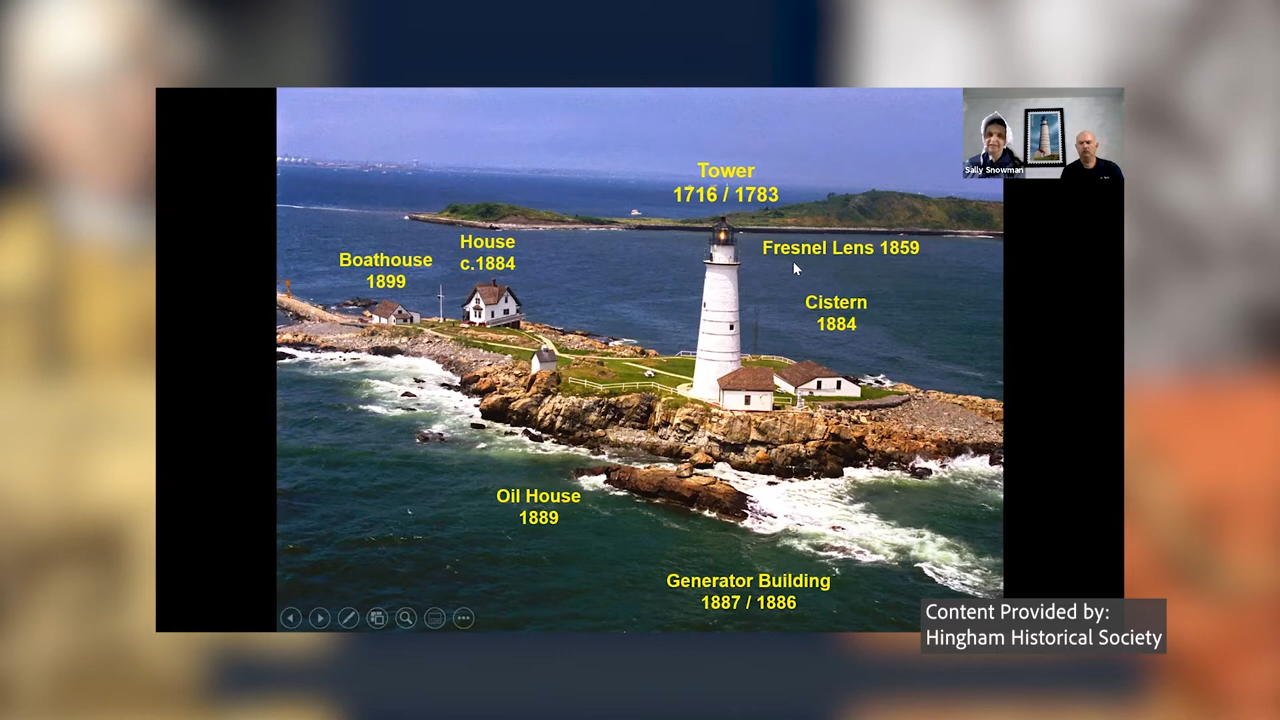 Tower
1716 / 1783
Sally Snowman
Fresnel Lens 1859
House
c.1884
Boathouse
1899
Cistern
1884
Oil House
1889
Generator Building
1887 / 1886
Content Provided by:
Hingham Historical Society